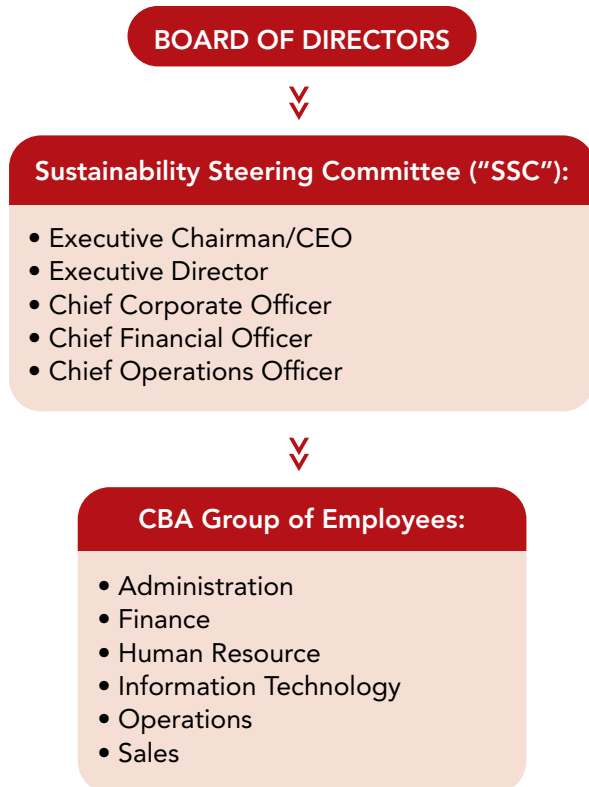 BOARD OF DIRECTORS
Sustainability Steering Committee (“SSC”):
• Executive Chairman/CEO
• Executive Director
• Chief Corporate Officer
• Chief Financial Officer
• Chief Operations Officer
CBA Group of Employees:
• Administration
• Finance
• Human Resource
• Information Technology
• Operations
• Sales